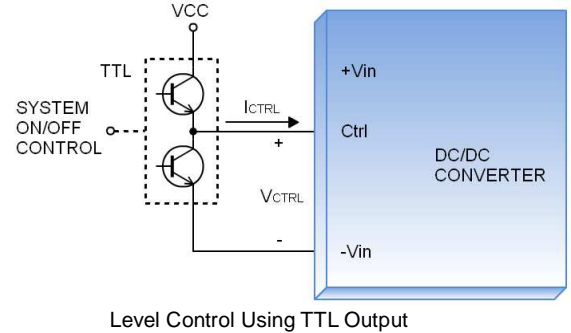 VCC
TTL
SYSTEM
ON/OFF
CONTROL
ICTRL
+
VCTRL
-
+Vin
Ctrl
DC/DC
CONVERTER
-Vin
Level Control Using TTL Output